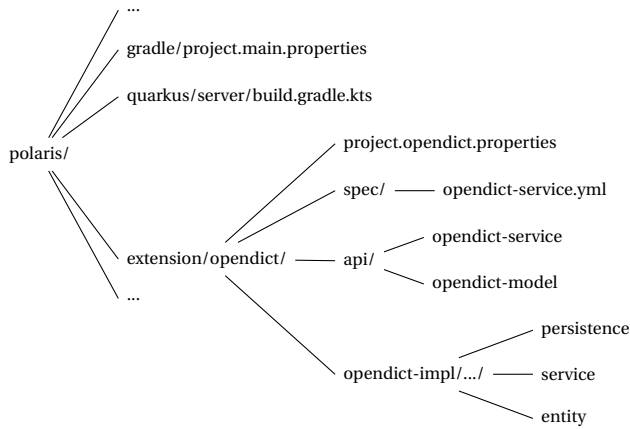 ...
gradle/project.main.properties
quarkus/server/build.gradle.kts
polaris/
project.opendict.properties
spec/
opendict-service.yml
opendict-service
extension/opendict/
api/
opendict-model
...
persistence
opendict-impl/.../
service
entity